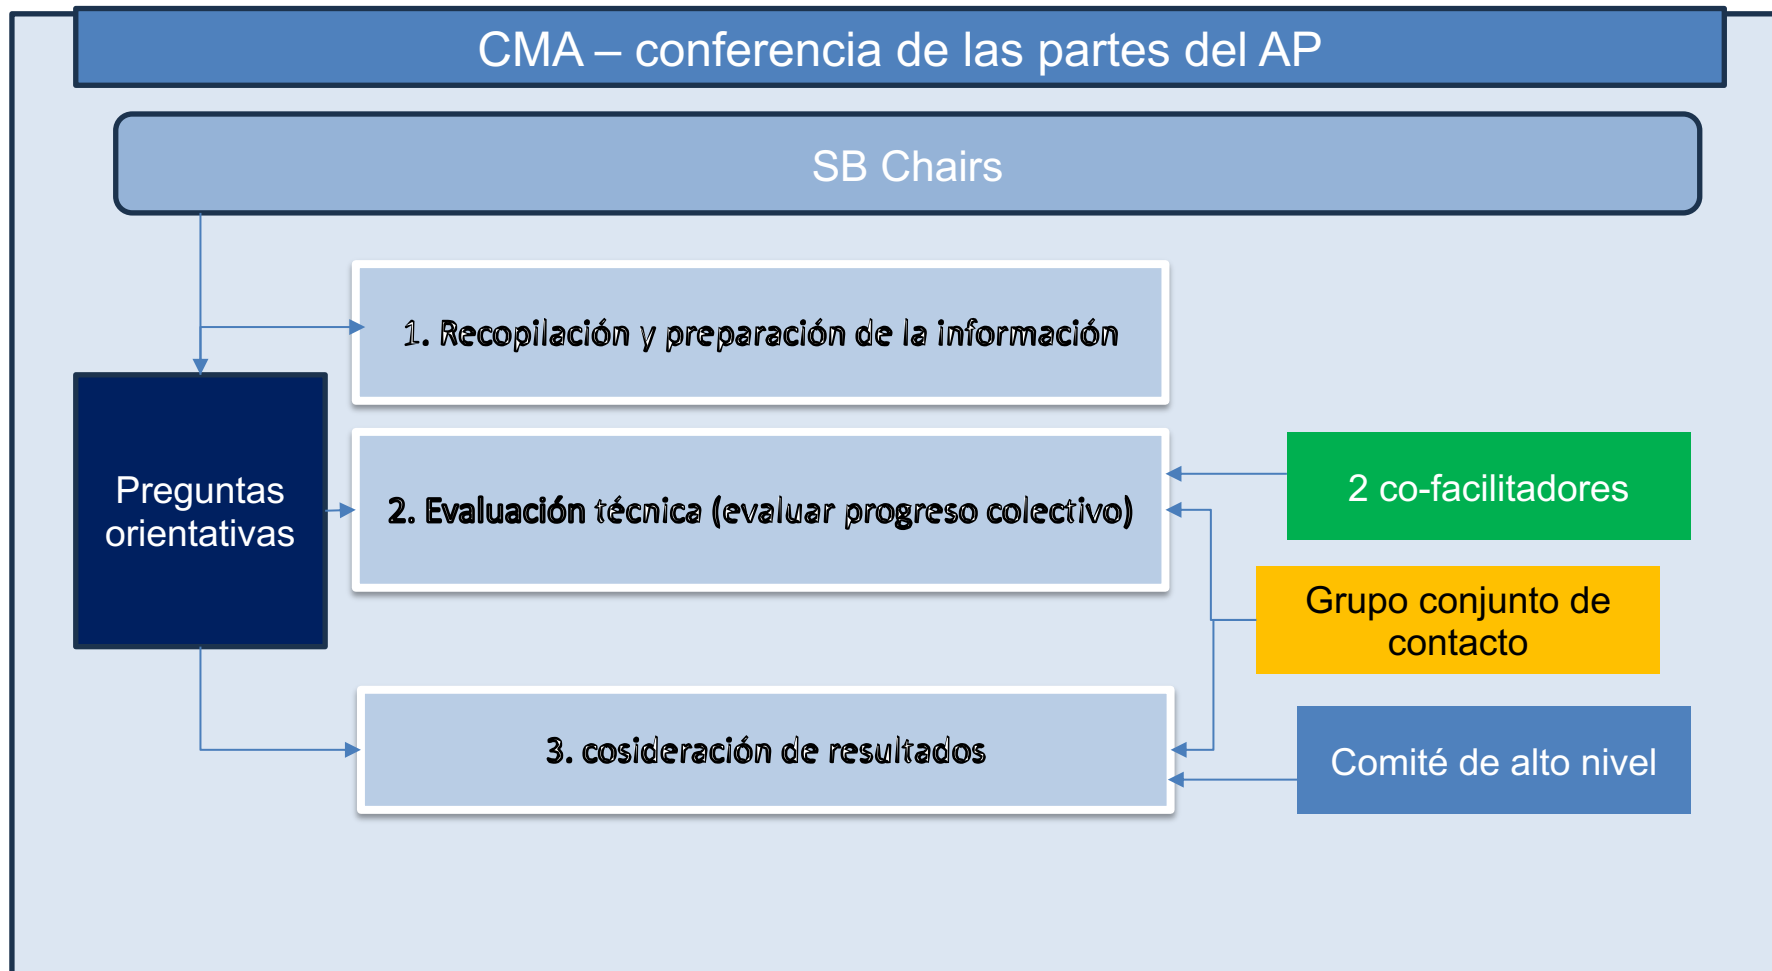 CMA – conferencia de las partes del AP
SB Chairs
1. Recopilación y preparación de la información
Preguntas
orientativas
2. Evaluación técnica (evaluar progreso colectivo)
2 co-facilitadores
Grupo conjunto de
contacto
3. cosideración de resultados
Comité de alto nivel